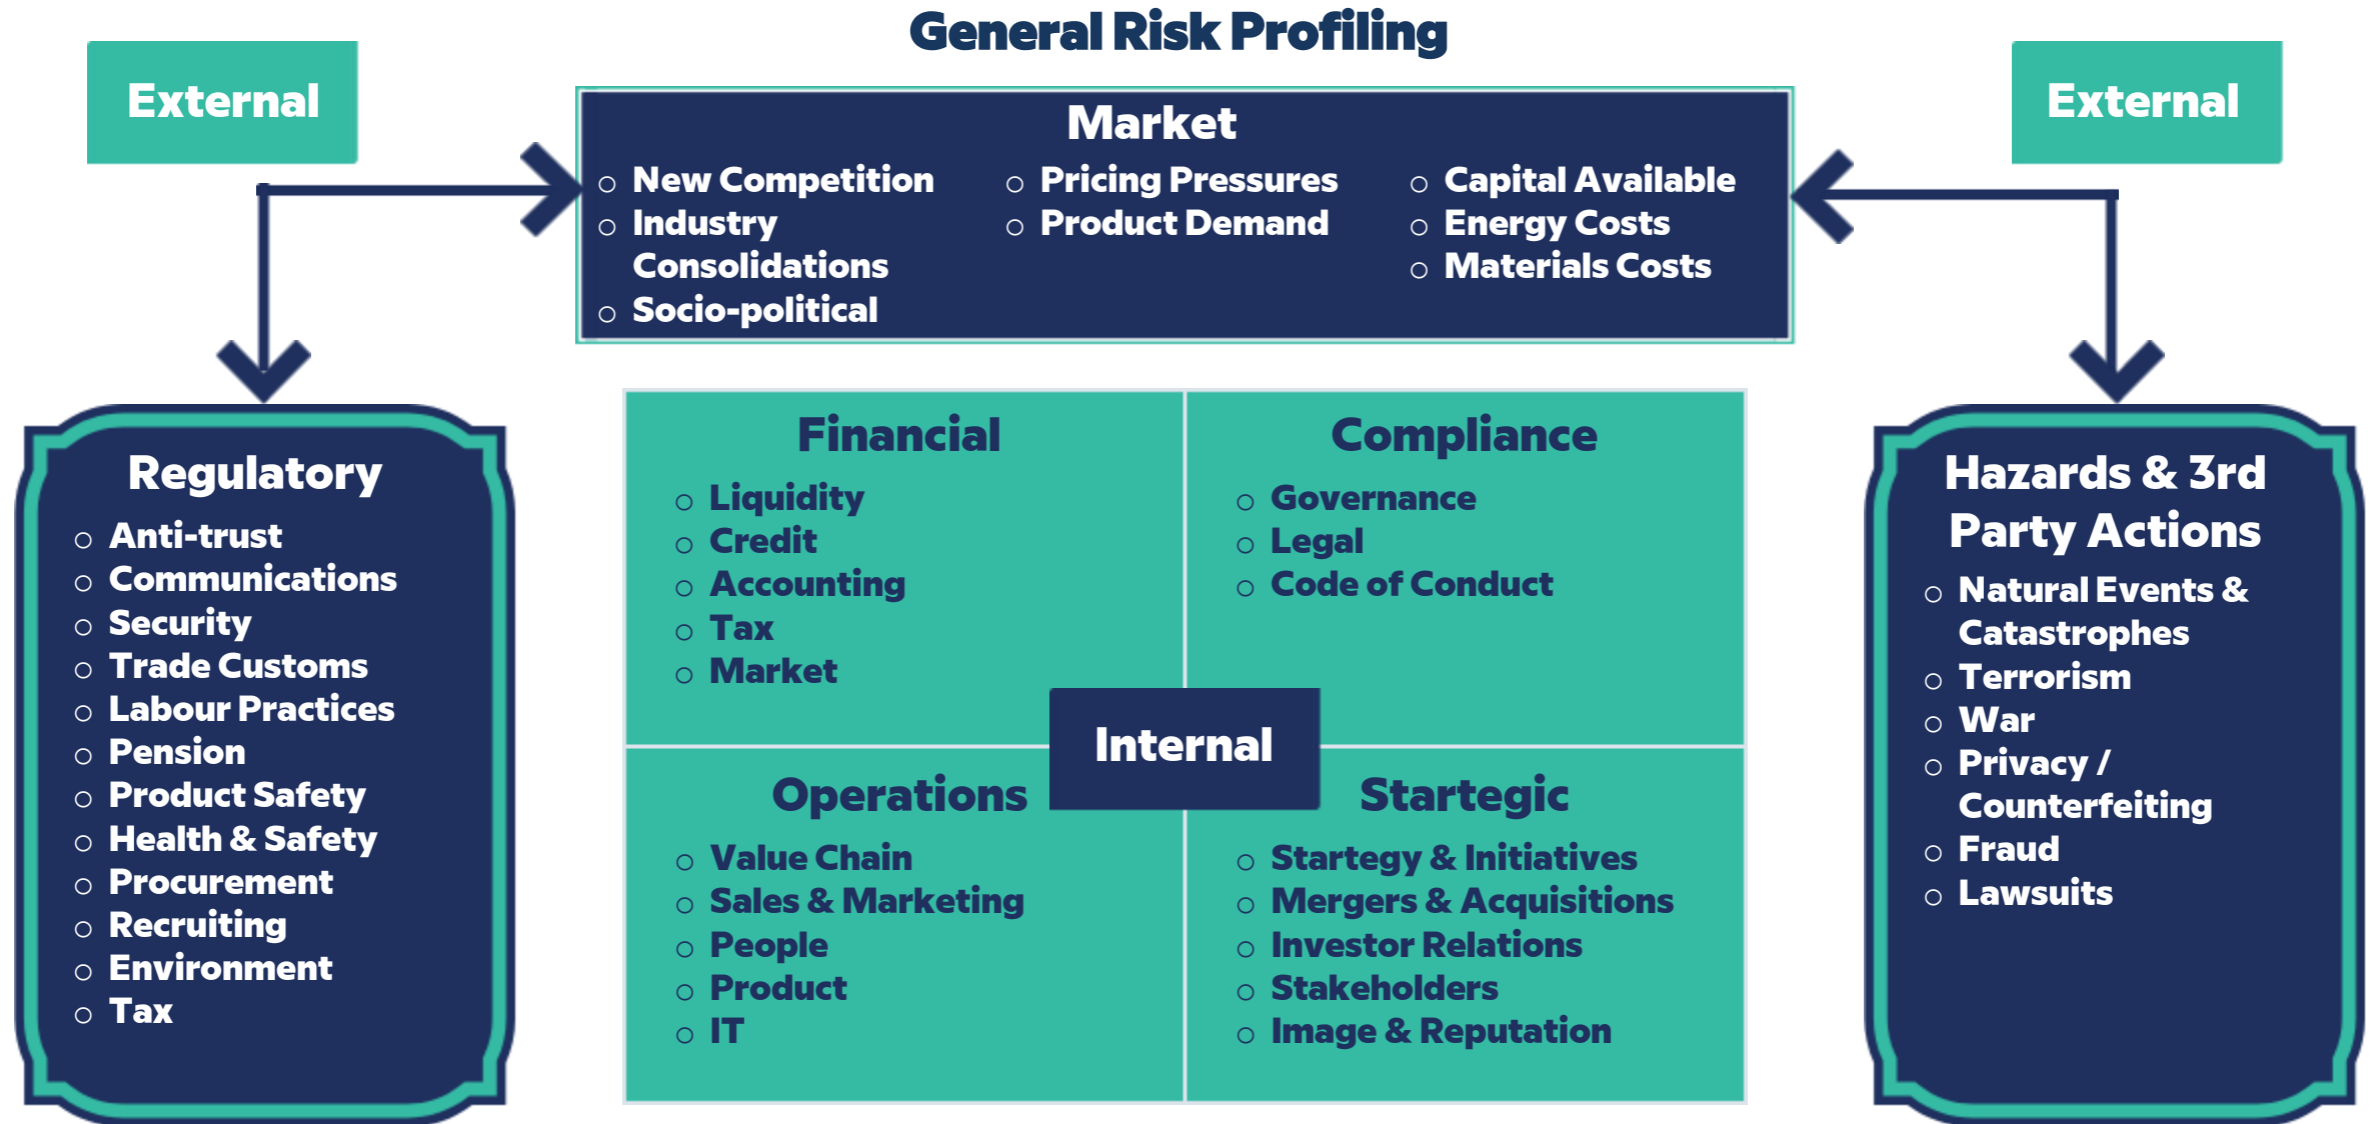 General Risk Profiling
External
External
Market
New Competition
Industry
Consolidations
Socio-political
Pricing Pressures
Product Demand
Capital Available
Energy Costs
Materials Costs
Regulatory
Anti-trust
Communications
Security
Trade Customs
Labour Practices
Pension
Product Safety
Health & Safety
Procurement
Recruiting
Environment
Tax
Financial
Liquidity
Credit
Accounting
Tax
Market
Compliance
Governance
Legal
Code of Conduct
Internal
Operations
Value Chain
Sales & Marketing
People
Product
IT
Startegic
Startegy & Initiatives
Mergers & Acquisitions
Investor Relations
Stakeholders
Image & Reputation
Hazards & 3rd
Party Actions
Natural Events &
Catastrophes
Terrorism
War
Privacy /
Counterfeiting
Fraud
Lawsuits